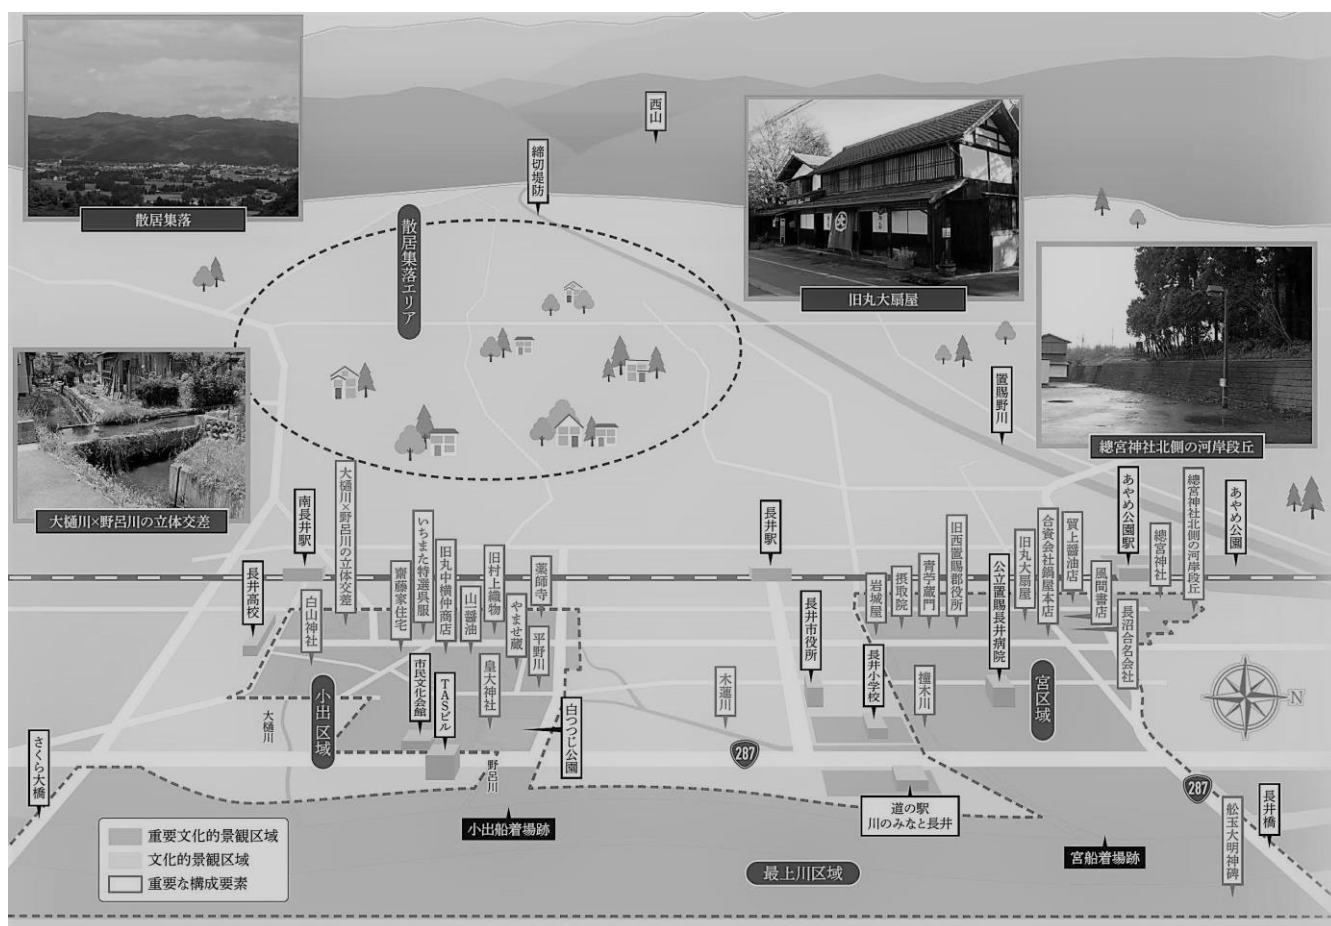 散居集落
西山
締切堤防
散居集落エリア
旧丸大扇屋
總宮神社北側の河岸段丘
置賜野川
大樋川×野呂川の立体交差
南長井駅
大樋川×野呂川の立体交差
長井高校
白山神社
齋藤家住宅
いちまた特選呉服
旧丸中横仲商店
山一醤油
旧村上織物
やませ蔵
薬師寺
平野川
皇大神社
市民文化会館
TASビル
小出区域
大樋川
野呂川
白つつじ公園
さくら大橋
小出船着場跡
長井駅
長井市役所
木蓮川
287
岩城屋
摂取院
青苧蔵門
旧西置賜郡役所
公立置賜長井病院
旧丸大扇屋
合資会社鍋屋本店
貿上醤油店
風間書店
あやめ公園駅
長沼合名会社
總宮神社
總宮神社北側の河岸段丘
あやめ公園
長井小学校
撞木川
宮区域
N
道の駅
川のみなと長井
287
長井橋
舩玉大明神碑
宮船着場跡
最上川区域
重要文化的景観区域
文化的景観区域
重要な構成要素